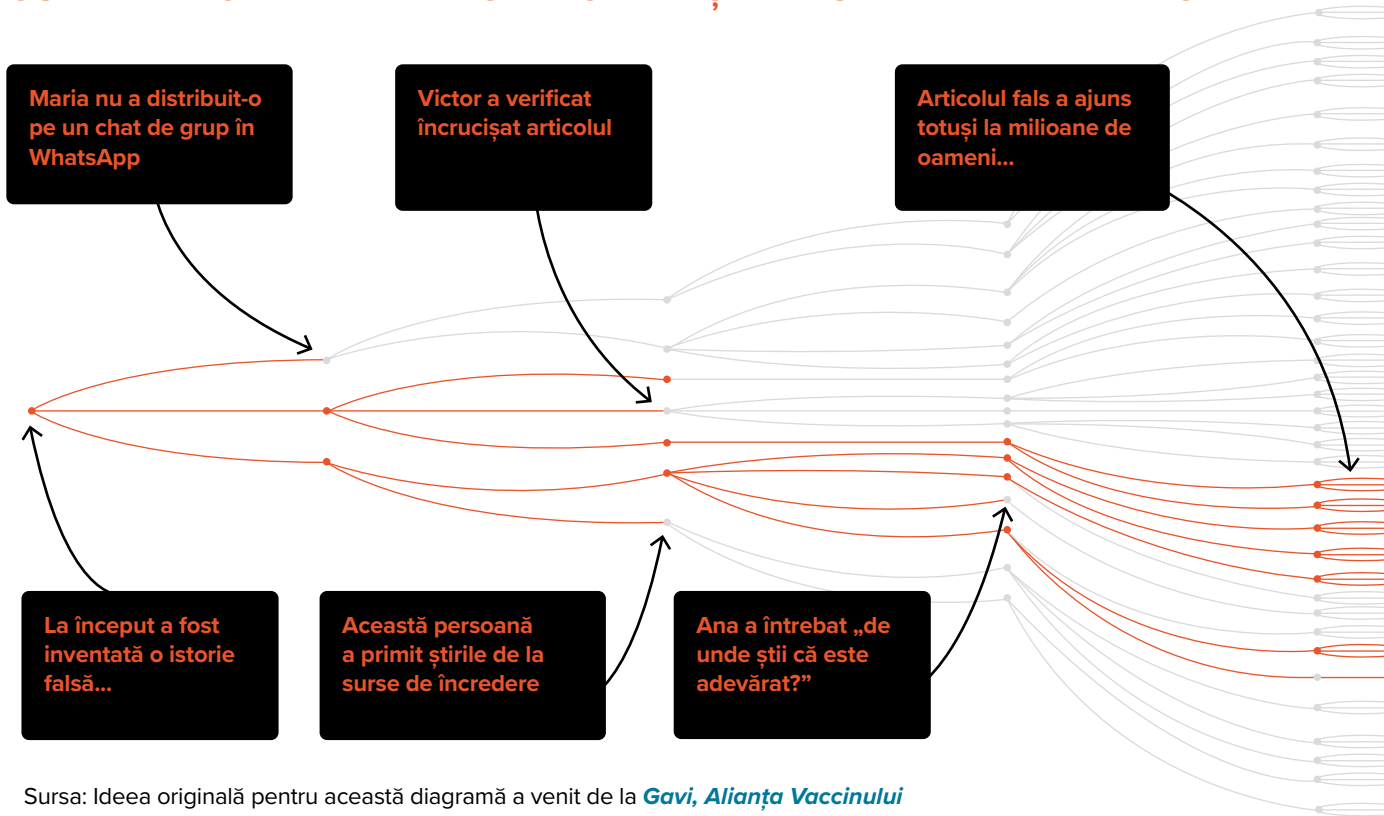 Maria nu a distribuit-o
pe un chat de grup în
WhatsApp
Victor a verificat
încrucișat articolul
Articolul fals a ajuns
totuși la milioane de
oameni...
La început a fost
inventată o istorie
falsă...
Această persoană
a primit știrile de la
surse de încredere
Ana a întrebat „de
unde știi că este
adevărat?”
Sursa: Ideea originală pentru această diagramă a venit de la Gavi, Alianța Vaccinului